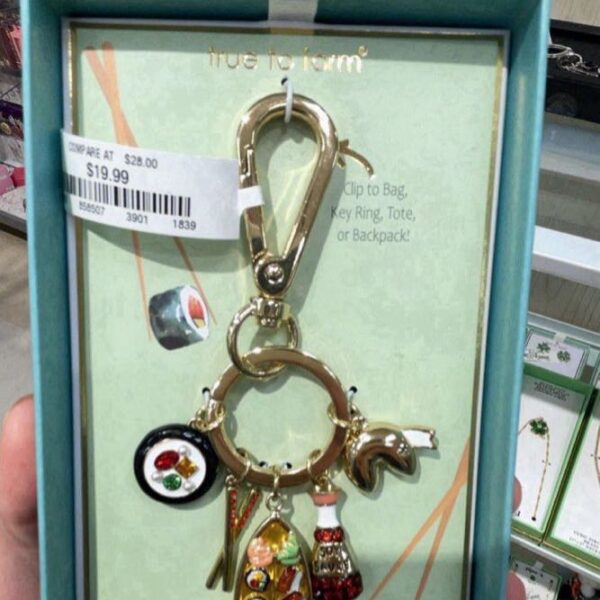 true to form®
COMPARE AT $28.00
$19.99
858507 3901 1839
Clip to Bag,
Key Ring, Tote,
or Backpack!